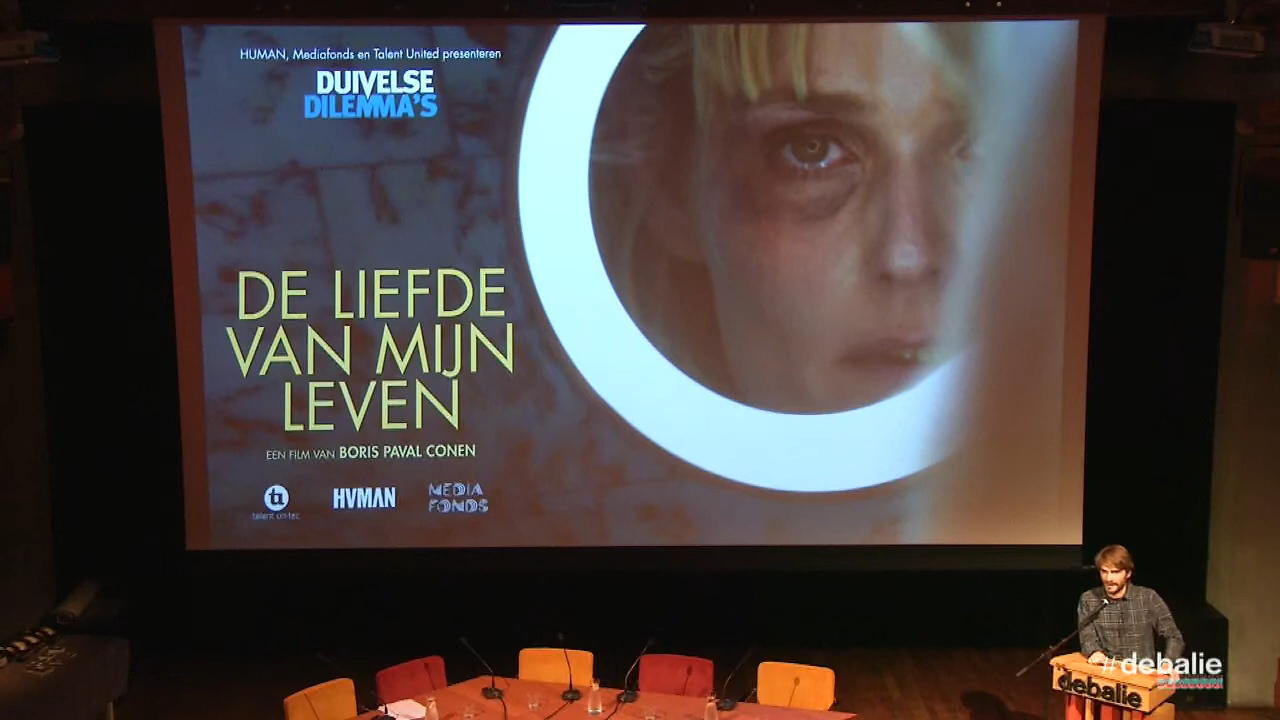 HUMAN, Mediafonds en Talent United presenteren
DUIVELSE
DILEMMA'S
DE LIEFDE
VAN MIJN
LEVEN
EEN FILM VAN BORIS PAVAL CONEN
HVMAN
MEDIA
FONDS
#debalie
debalie